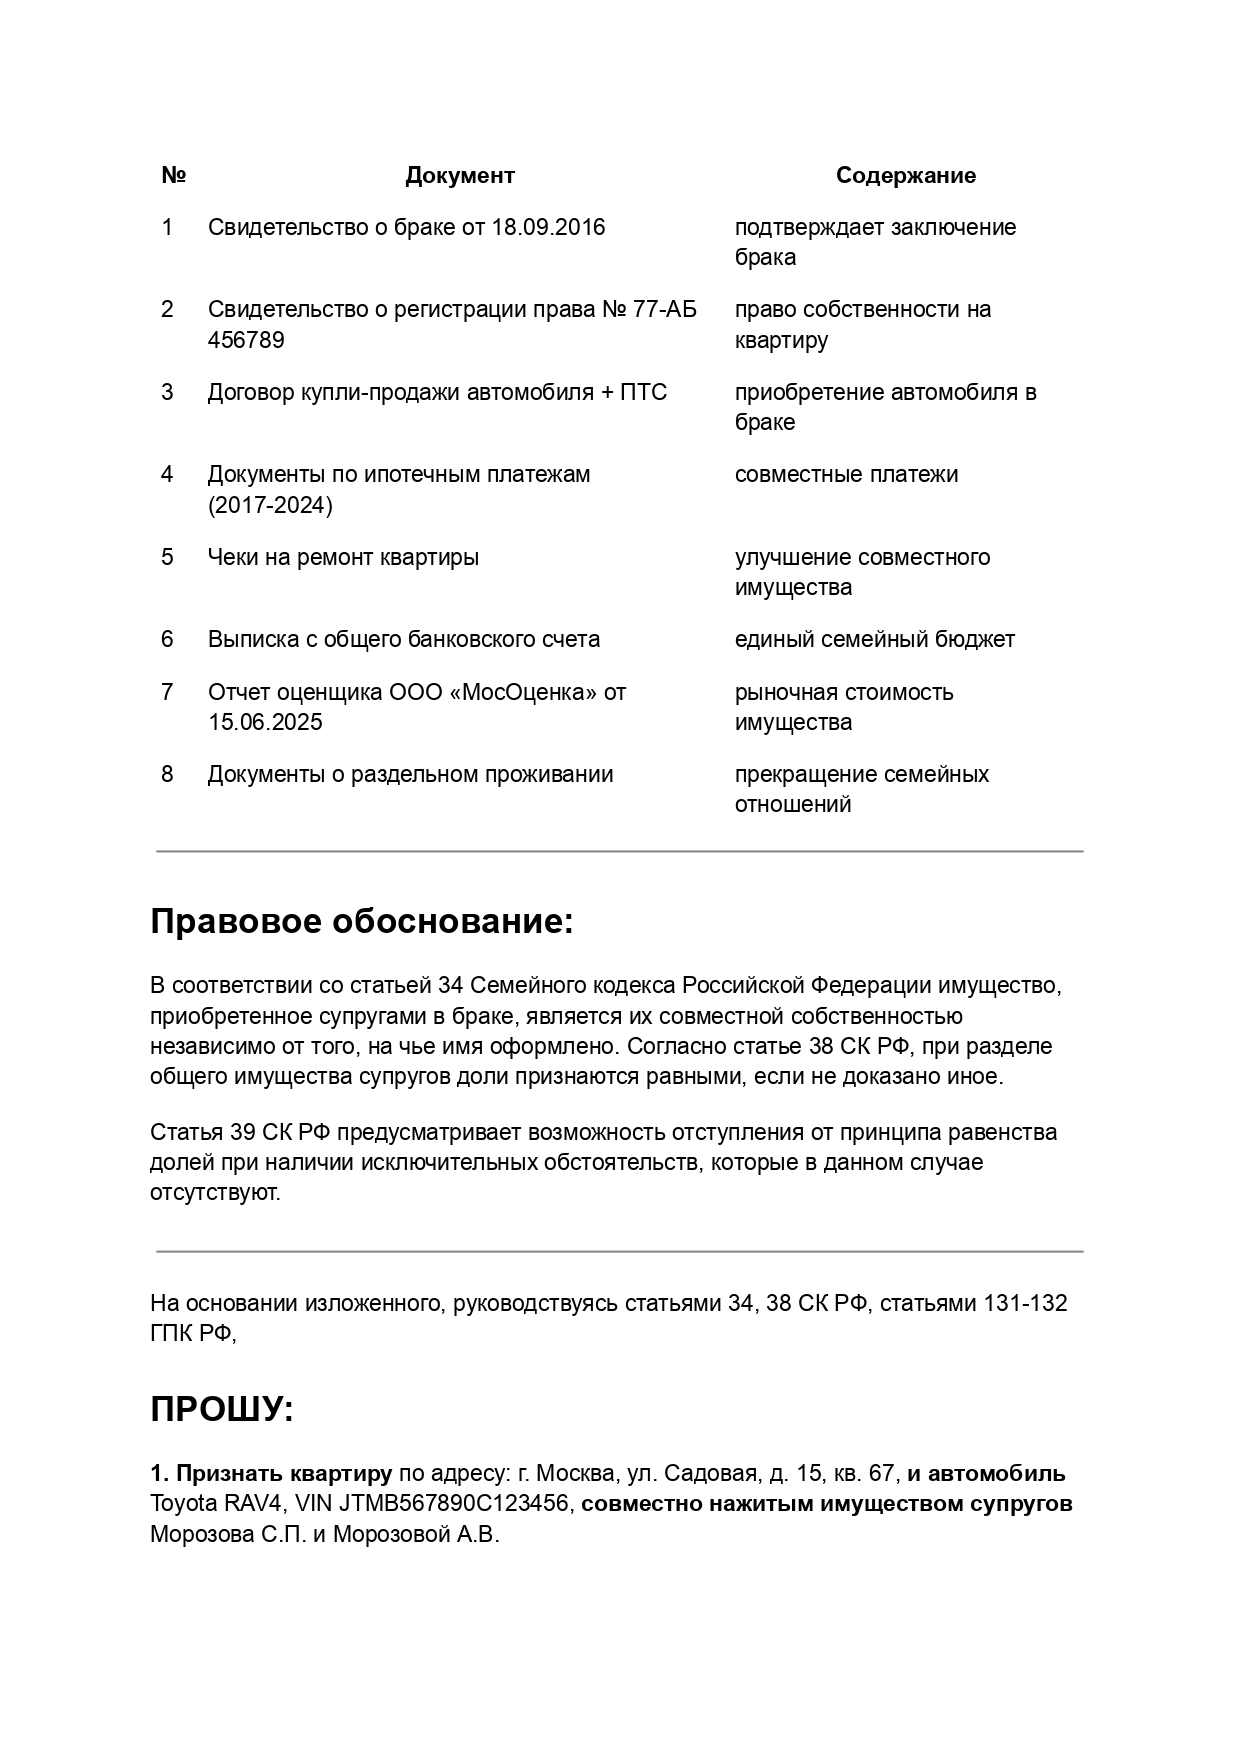 № Документ Содержание
1 Свидетельство о браке от 18.09.2016 подтверждает заключение
брака
2 Свидетельство о регистрации права № 77-АБ право собственности на
456789 квартиру
3 Договор купли-продажи автомобиля + ПТС приобретение автомобиля в
браке
4 Документы по ипотечным платежам совместные платежи
(2017-2024)
5 Чеки на ремонт квартиры улучшение совместного
имущества
6 Выписка с общего банковского счета единый семейный бюджет
7 Отчет оценщика ООО «МосОценка» от рыночная стоимость
15.06.2025 имущества
8 Документы о раздельном проживании прекращение семейных
отношений
Правовое обоснование:
В соответствии со статьей 34 Семейного кодекса Российской Федерации имущество,
приобретенное супругами в браке, является их совместной собственностью
независимо от того, на чье имя оформлено. Согласно статье 38 СК РФ, при разделе
общего имущества супругов доли признаются равными, если не доказано иное.
Статья 39 СК РФ предусматривает возможность отступления от принципа равенства
долей при наличии исключительных обстоятельств, которые в данном случае
отсутствуют.
На основании изложенного, руководствуясь статьями 34, 38 СК РФ, статьями 131-132
ГПК РФ,
ПРОШУ:
1. Признать квартиру по адресу: г. Москва, ул. Садовая, д. 15, кв. 67, и автомобиль
Toyota RAV4, VIN JTMB567890C123456, совместно нажитым имуществом супругов
Морозова С.П. и Морозовой А.В.